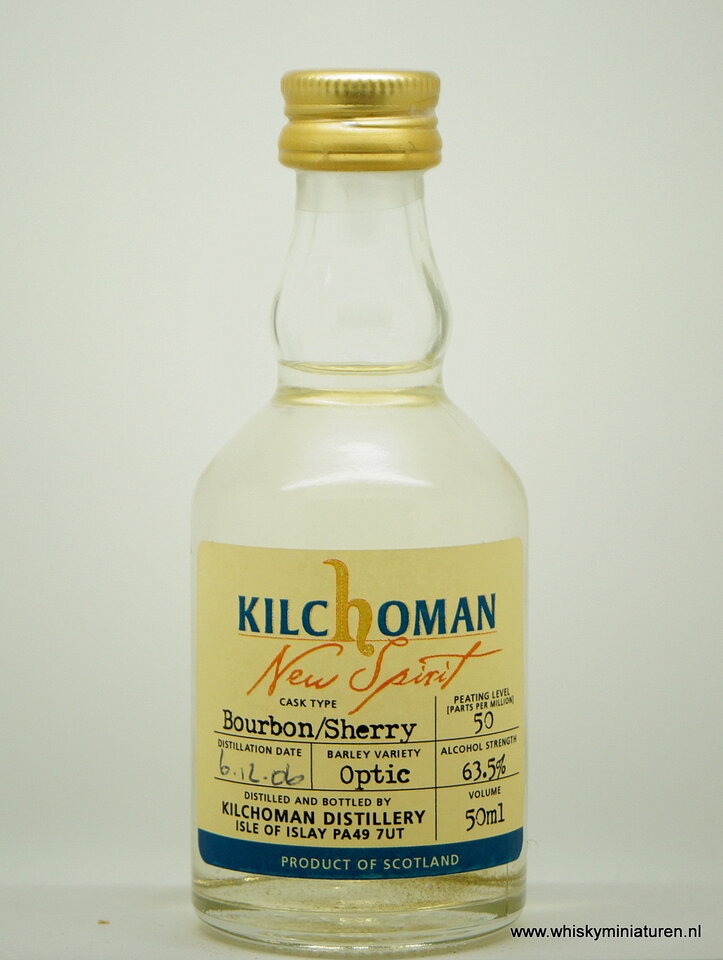 KILCHOMAN
New Spirit
CASK TYPE
Bourbon/Sherry
PEATING LEVEL
[PARTS PER MILLION]
50
DISTILLATION DATE
6.12.06
BARLEY VARIETY
Optic
ALCOHOL STRENGTH
63.5%
DISTILLED AND BOTTLED BY
KILCHOMAN DISTILLERY
ISLE OF ISLAY PA49 7UT
VOLUME
50ml
PRODUCT OF SCOTLAND
www.whiskyminiaturen.nl